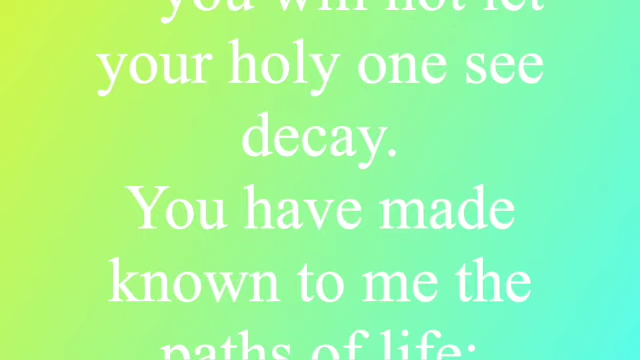 you will not let
your holy one see
decay.
You have made
known to me the
paths of life;